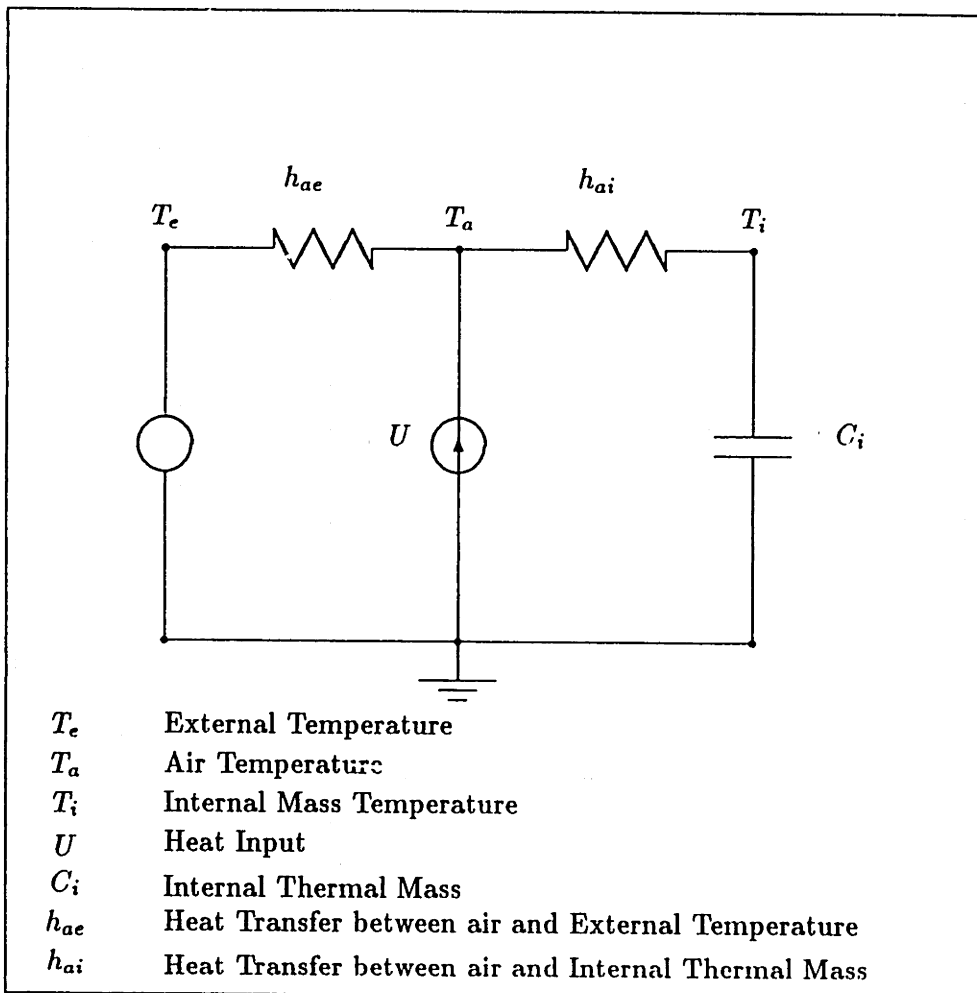 h_ae h_ai
T_e T_a T_i
U C_i
T_e External Temperature
T_a Air Temperature
T_i Internal Mass Temperature
U Heat Input
C_i Internal Thermal Mass
h_ae Heat Transfer between air and External Temperature
h_ai Heat Transfer between air and Internal Thermal Mass